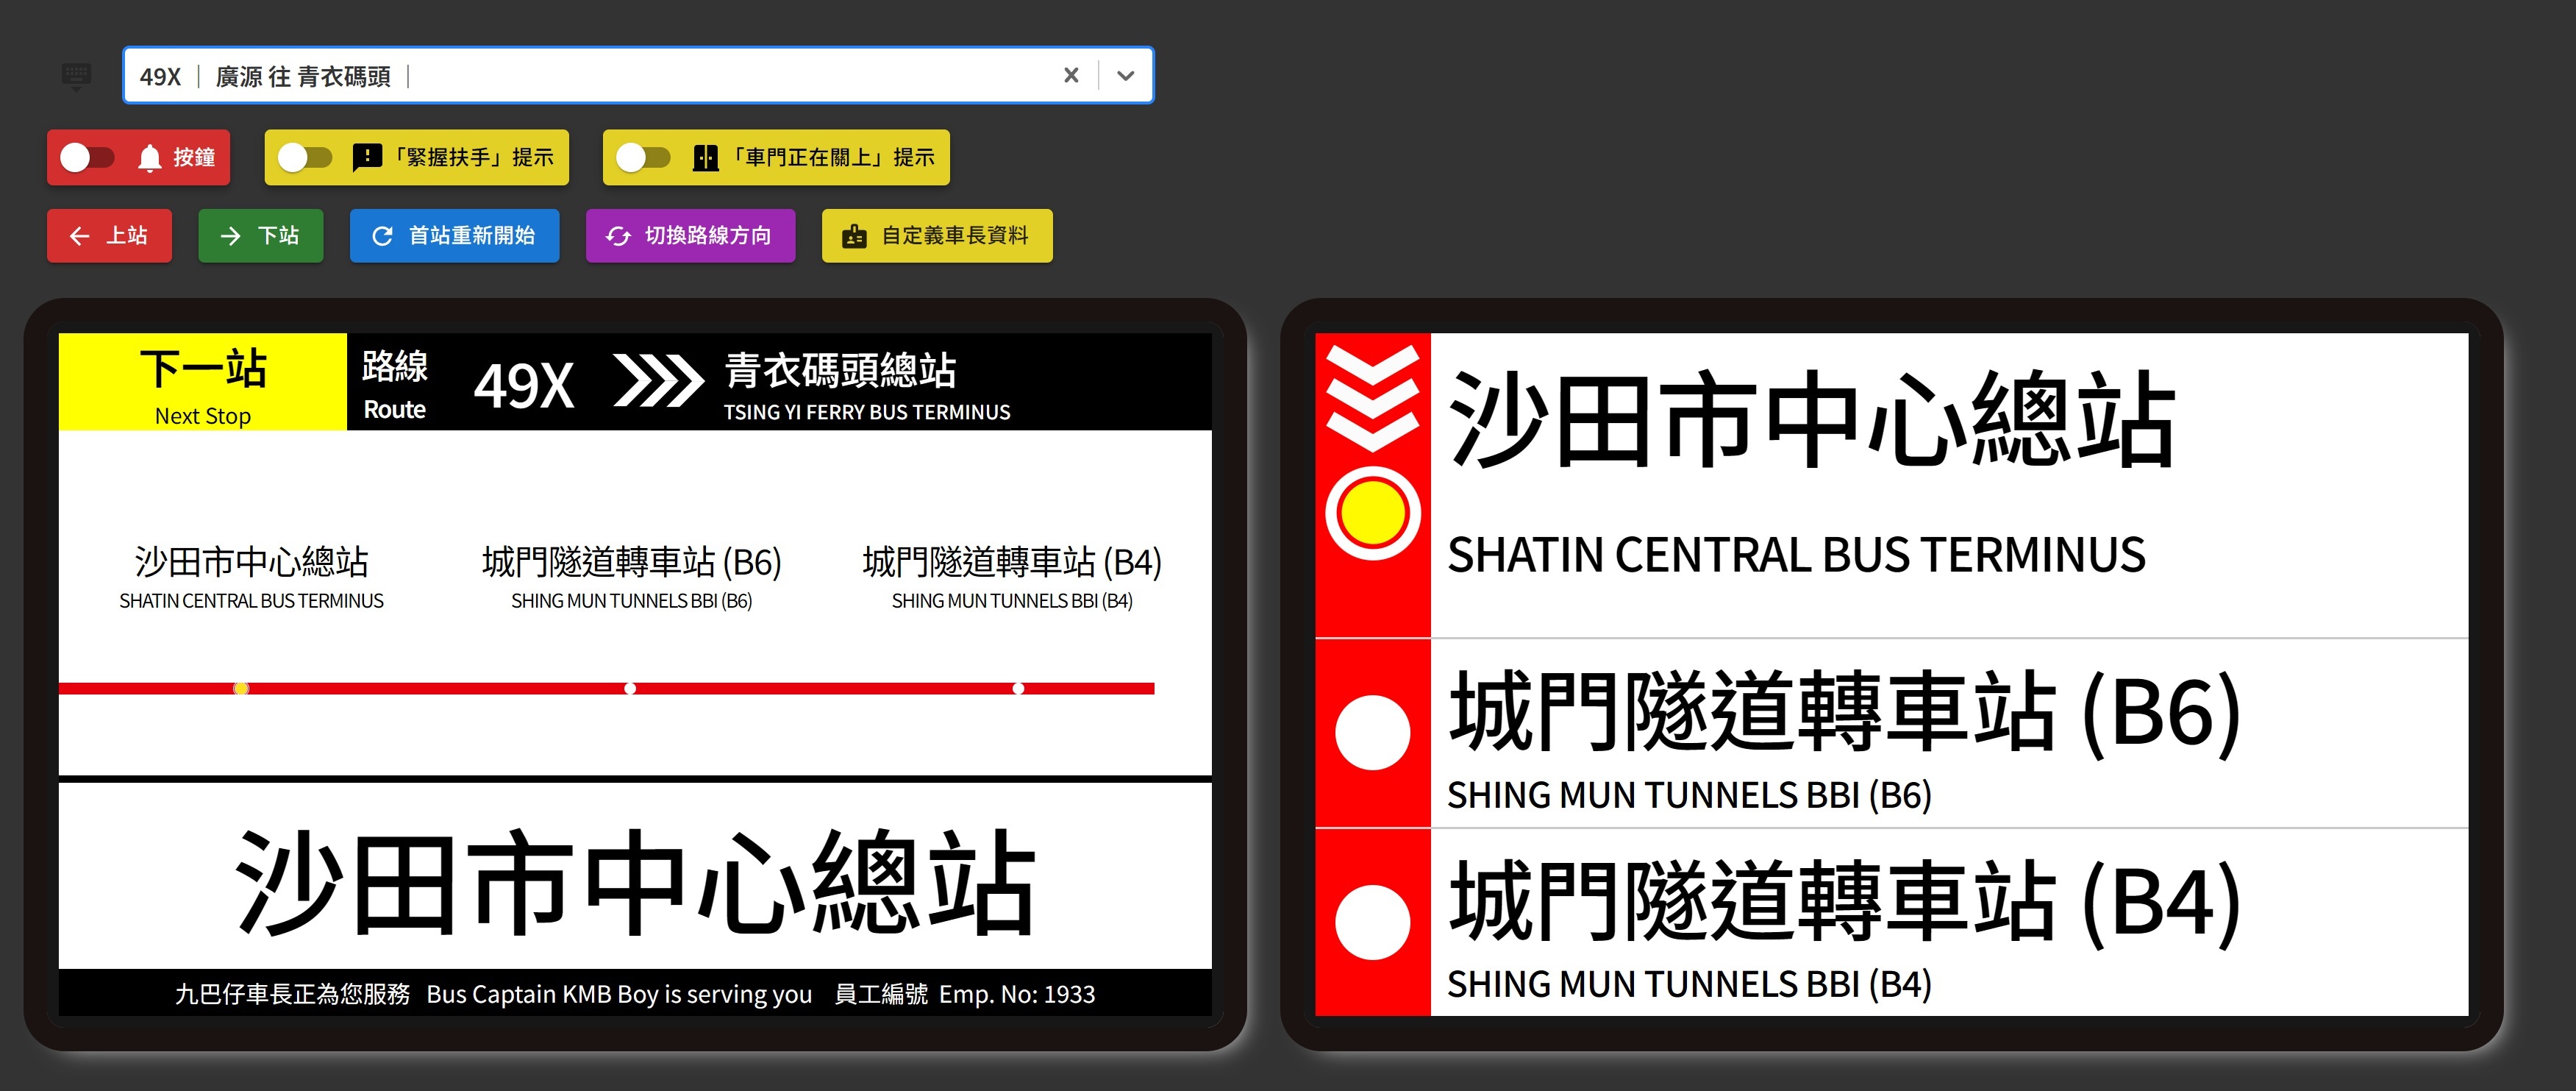 49X ｜ 廣源 往 青衣碼頭 ｜
按鐘
「緊握扶手」提示
「車門正在關上」提示
上站
下站
首站重新開始
切換路線方向
自定義車長資料
下一站
Next Stop
路線
Route
49X
青衣碼頭總站
TSING YI FERRY BUS TERMINUS
沙田市中心總站
SHATIN CENTRAL BUS TERMINUS
城門隧道轉車站 (B6)
SHING MUN TUNNELS BBI (B6)
城門隧道轉車站 (B4)
SHING MUN TUNNELS BBI (B4)
沙田市中心總站
九巴仔車長正為您服務 Bus Captain KMB Boy is serving you 員工編號 Emp. No: 1933
沙田市中心總站
SHATIN CENTRAL BUS TERMINUS
城門隧道轉車站 (B6)
SHING MUN TUNNELS BBI (B6)
城門隧道轉車站 (B4)
SHING MUN TUNNELS BBI (B4)